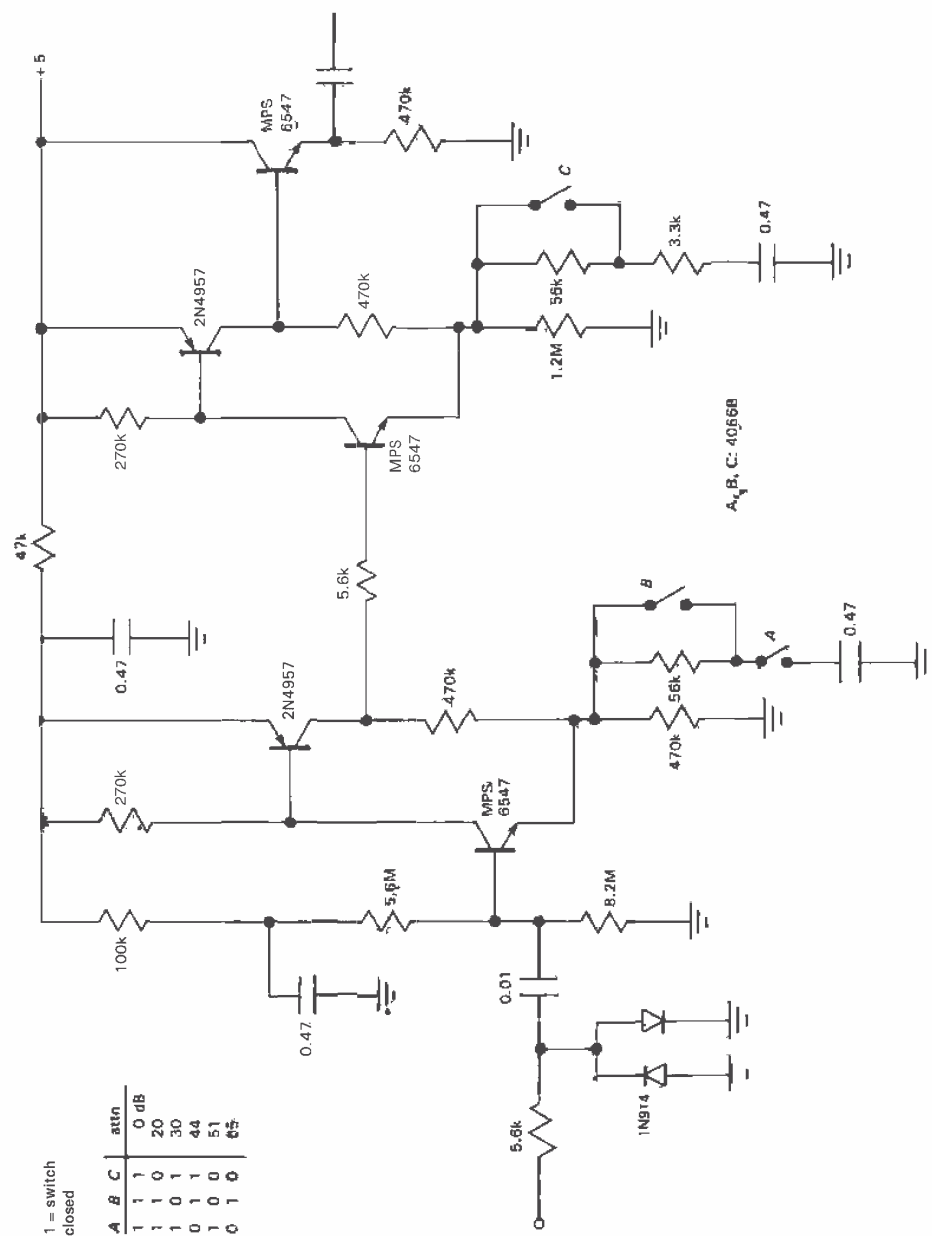 1 = switch
closed
A B C attn
1 1 1 0 dB
1 1 0 20
1 0 1 30
0 1 1 44
1 0 0 51
0 1 0 65
+5
47k
100k
270k
0.47
270k
2N4957
2N4957
MPS
6547
0.47
5.6M
5.6k
MPS
6547
470k
470k
470k
MPS
6547
5.6k
0.01
8.2M
1N914
470k
56k
B
A
0.47
1.2M
56k
C
3.3k
0.47
A, B, C: 4066B